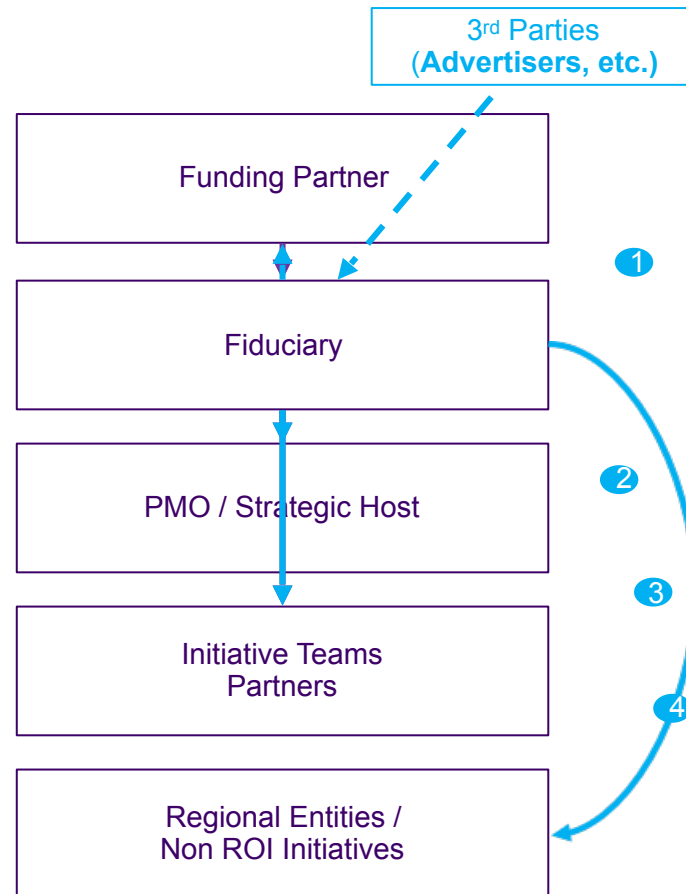 3rd Parties
(Advertisers, etc.)
Funding Partner
1
Fiduciary
2
PMO / Strategic Host
3
Initiative Teams
Partners
4
Regional Entities /
Non ROI Initiatives